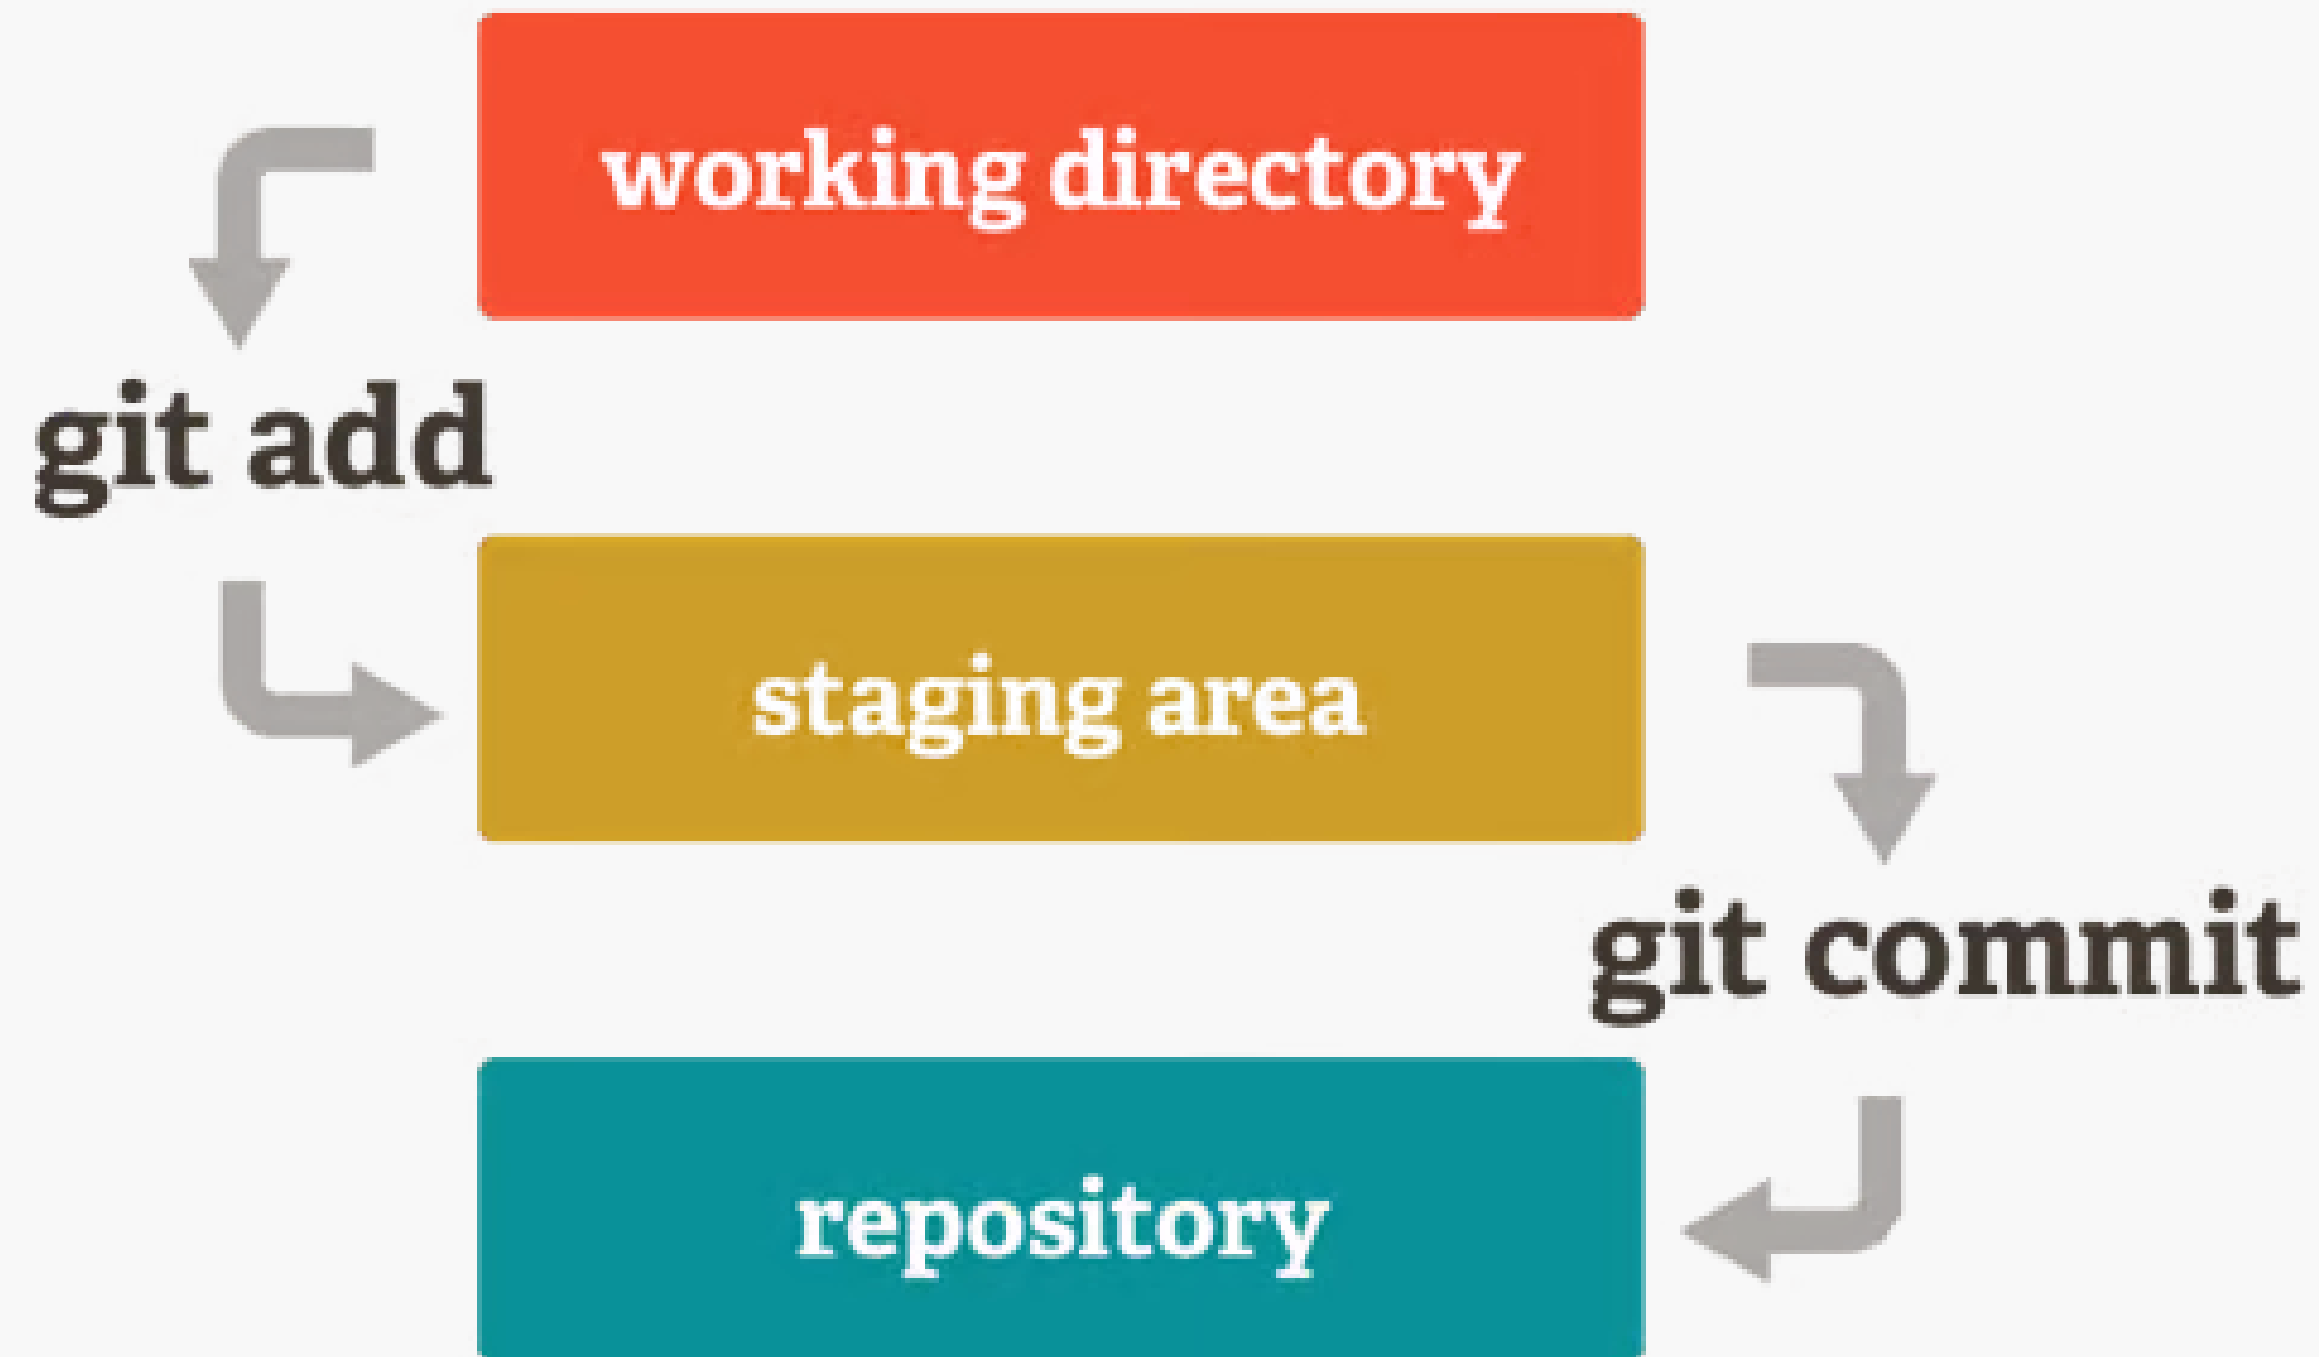 working directory
git add
staging area
git commit
repository